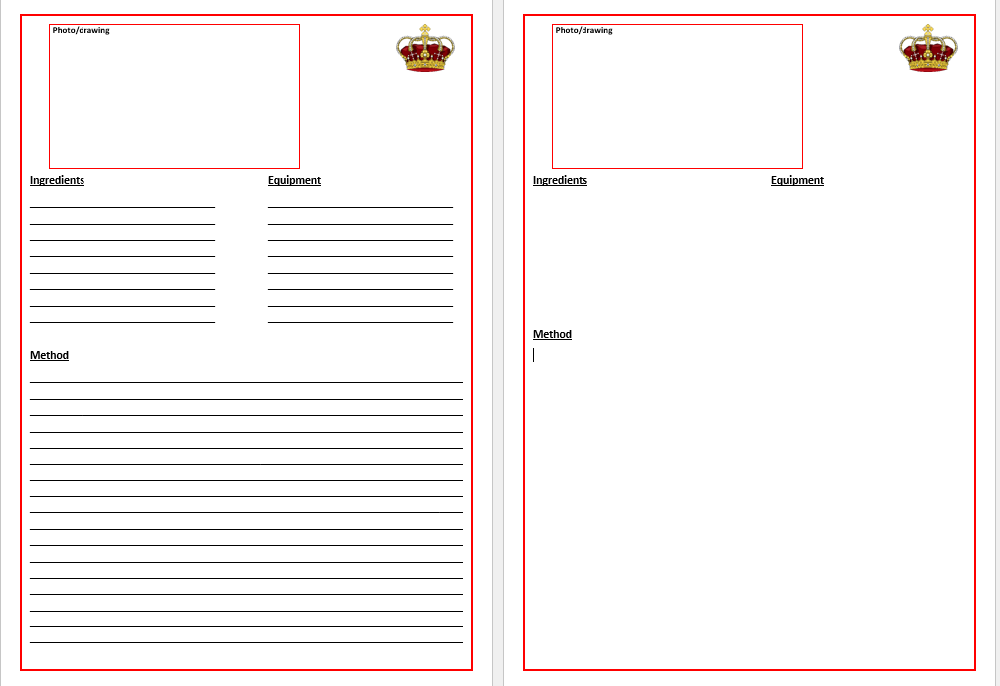 Photo/drawing
Ingredients
Equipment
Method
Photo/drawing
Ingredients
Equipment
Method